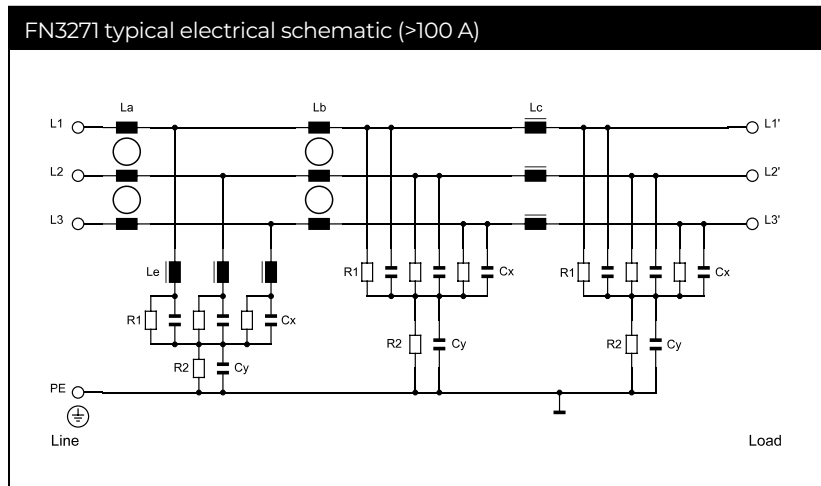 FN3271 typical electrical schematic (>100 A)
La Lb Lc
L1 L1'
L2 L2'
L3 L3'
Le R1 Cx R1 Cx
R1 Cx
R2 Cy R2 Cy
R2 Cy
PE
Line Load